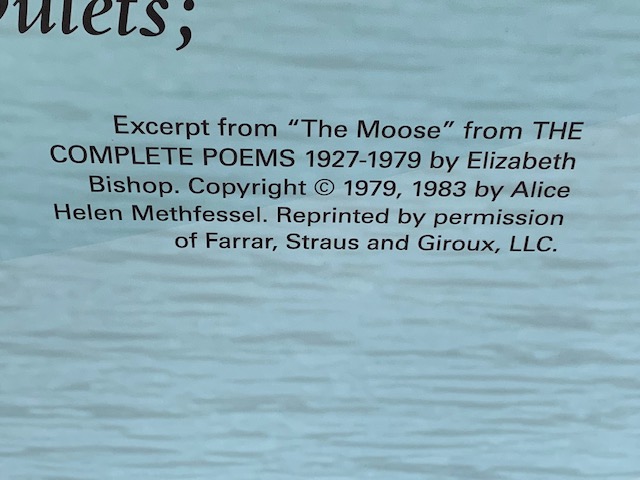 Excerpt from “The Moose” from THE
COMPLETE POEMS 1927-1979 by Elizabeth
Bishop. Copyright © 1979, 1983 by Alice
Helen Methfessel. Reprinted by permission
of Farrar, Straus and Giroux, LLC.